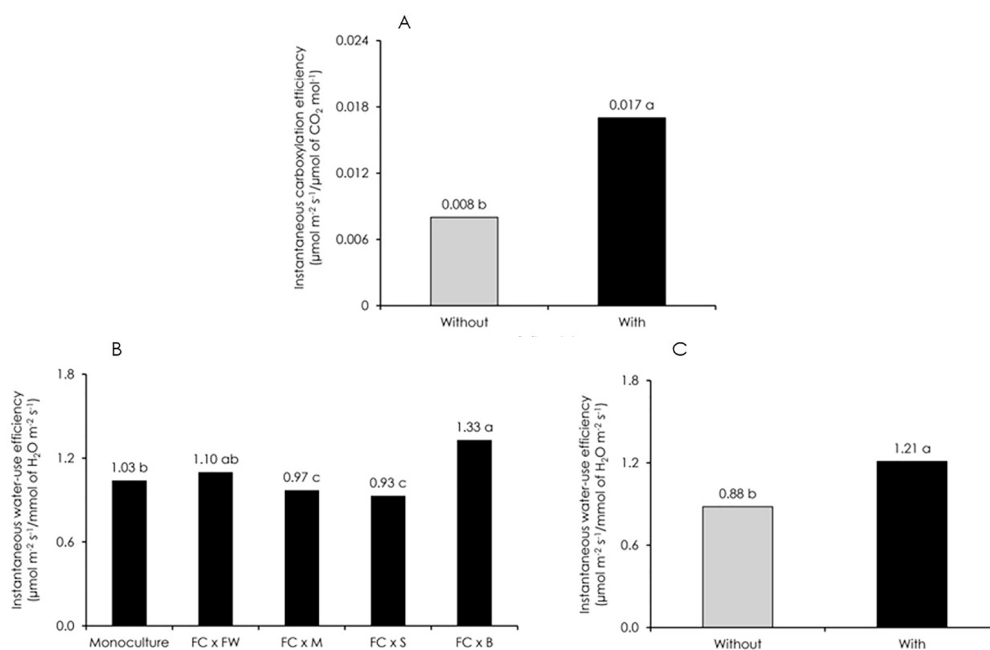 A
Instantaneous carboxylation efficiency
(µmol m⁻² s⁻¹/µmol of CO₂ mol⁻¹)
0.024
0.018
0.012
0.006
0
0.008 b
0.017 a
Without
With
B
Instantaneous water-use efficiency
(µmol m⁻² s⁻¹/mmol of H₂O m⁻² s⁻¹)
1.8
1.2
0.6
0.0
1.03 b
1.10 ab
0.97 c
0.93 c
1.33 a
Monoculture
FC x FW
FC x M
FC x S
FC x B
C
Instantaneous water-use efficiency
(µmol m⁻² s⁻¹/mmol of H₂O m⁻² s⁻¹)
1.8
1.2
0.6
0.0
0.88 b
1.21 a
Without
With